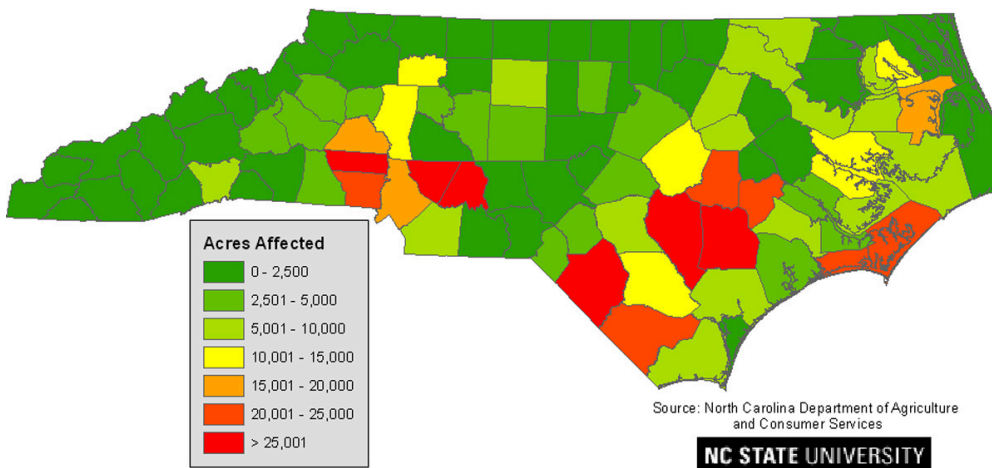 Acres Affected
0 - 2,500
2,501 - 5,000
5,001 - 10,000
10,001 - 15,000
15,001 - 20,000
20,001 - 25,000
> 25,001
Source: North Carolina Department of Agriculture
and Consumer Services
NC STATE UNIVERSITY